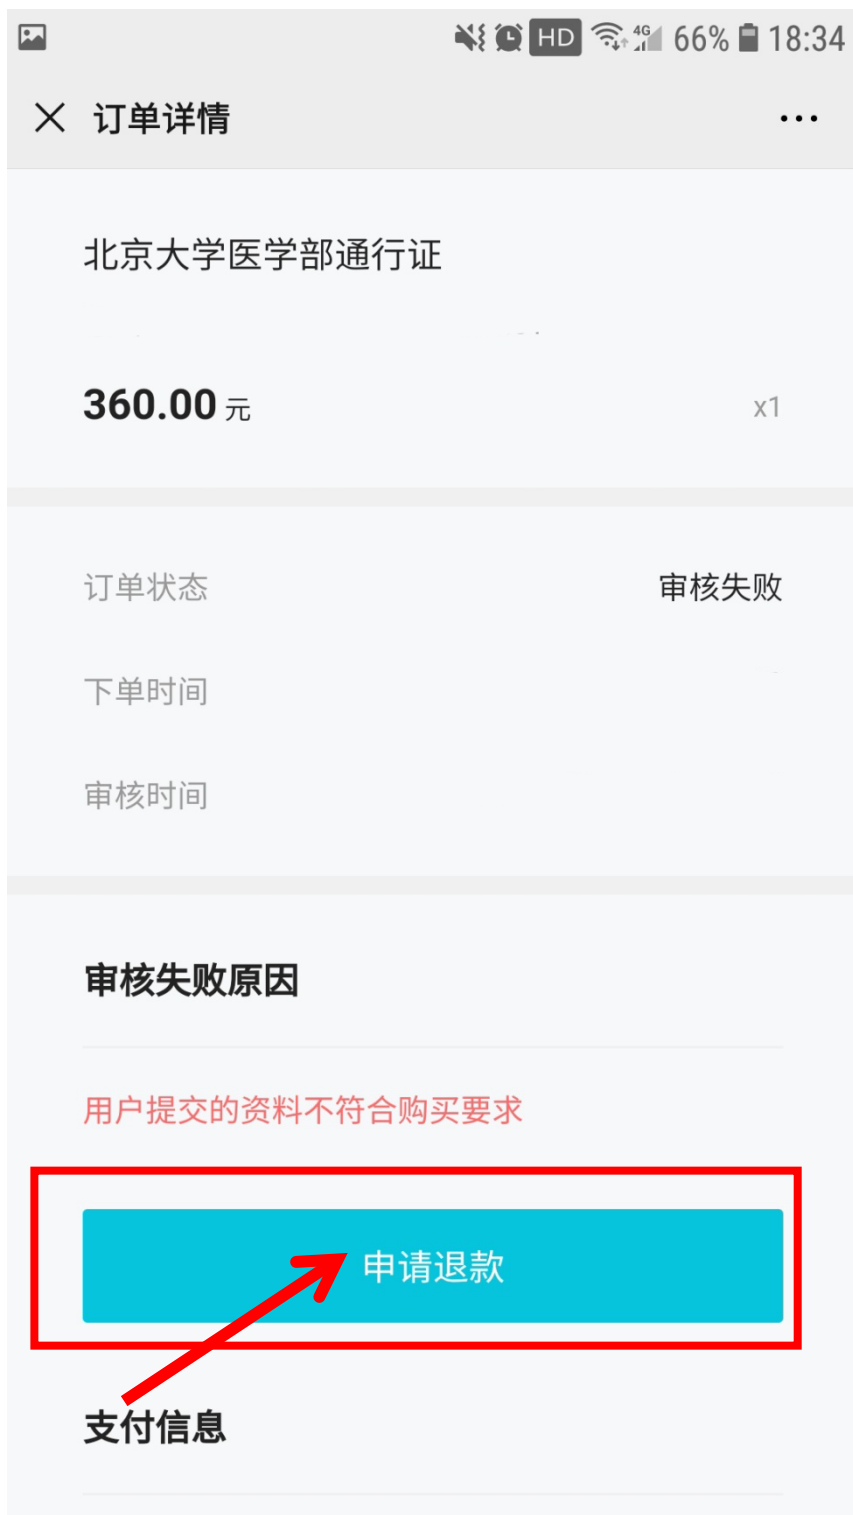 HD 4G 66% 18:34
订单详情
北京大学医学部通行证
360.00 元 x1
订单状态 审核失败
下单时间
审核时间
审核失败原因
用户提交的资料不符合购买要求
申请退款
支付信息